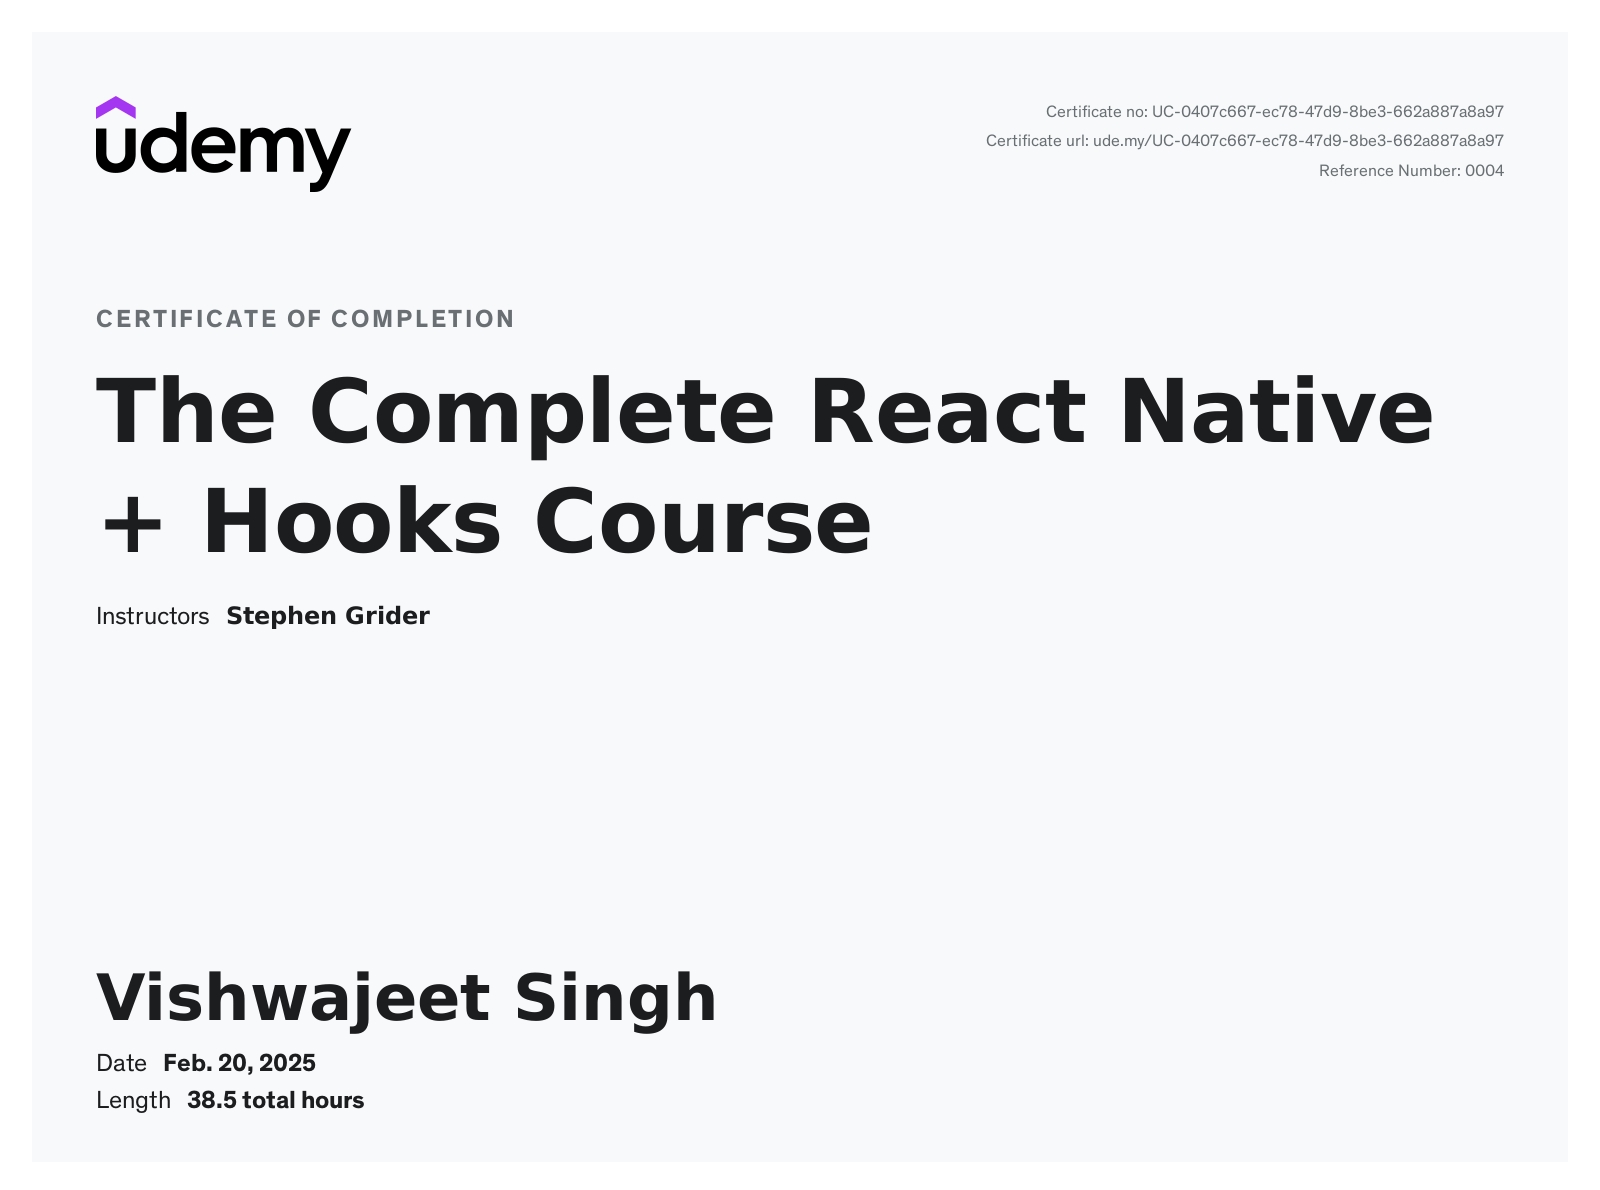 udemy
Certificate no: UC-0407c667-ec78-47d9-8be3-662a887a8a97
Certificate url: ude.my/UC-0407c667-ec78-47d9-8be3-662a887a8a97
Reference Number: 0004
CERTIFICATE OF COMPLETION
The Complete React Native
+ Hooks Course
Instructors Stephen Grider
Vishwajeet Singh
Date Feb. 20, 2025
Length 38.5 total hours